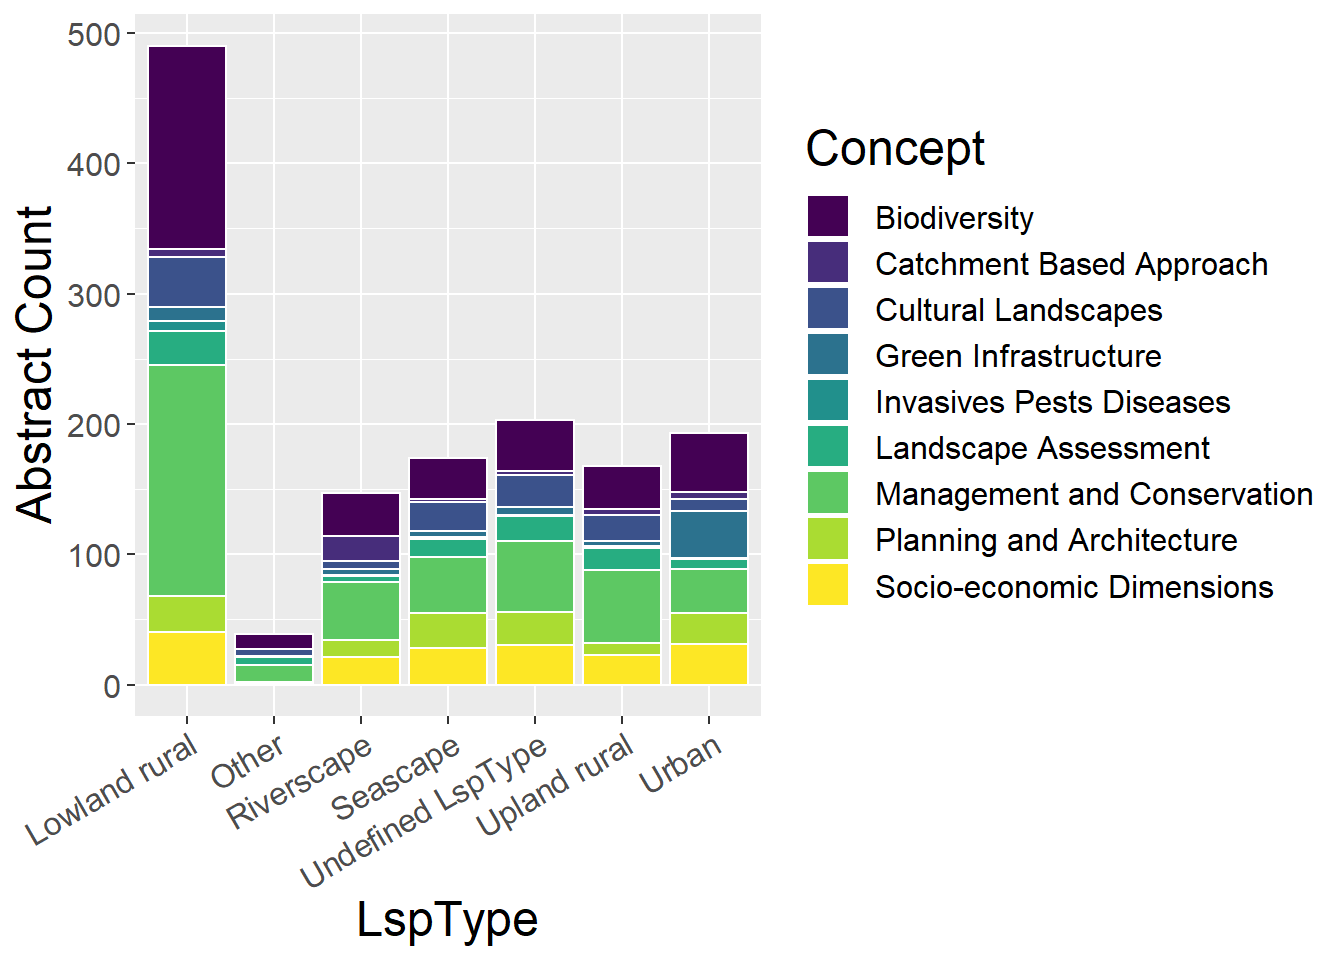 Abstract Count
500
400
300
200
100
0
Lowland rural
Other
Riverscape
Seascape
Undefined LspType
Upland rural
Urban
LspType
Concept
Biodiversity
Catchment Based Approach
Cultural Landscapes
Green Infrastructure
Invasives Pests Diseases
Landscape Assessment
Management and Conservation
Planning and Architecture
Socio-economic Dimensions